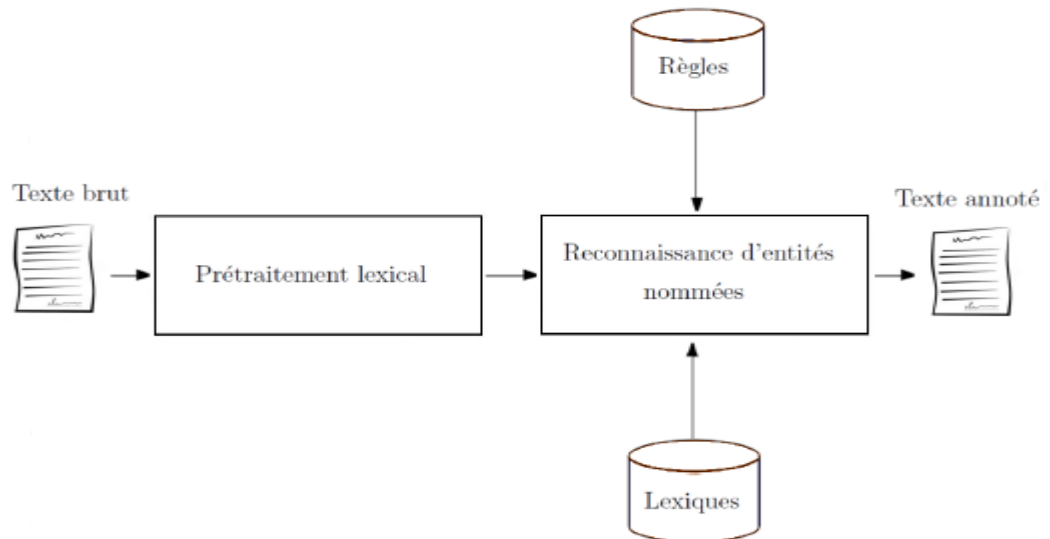 Règles
Texte brut
Texte annoté
Prétraitement lexical
Reconnaissance d'entités
nommées
Lexiques